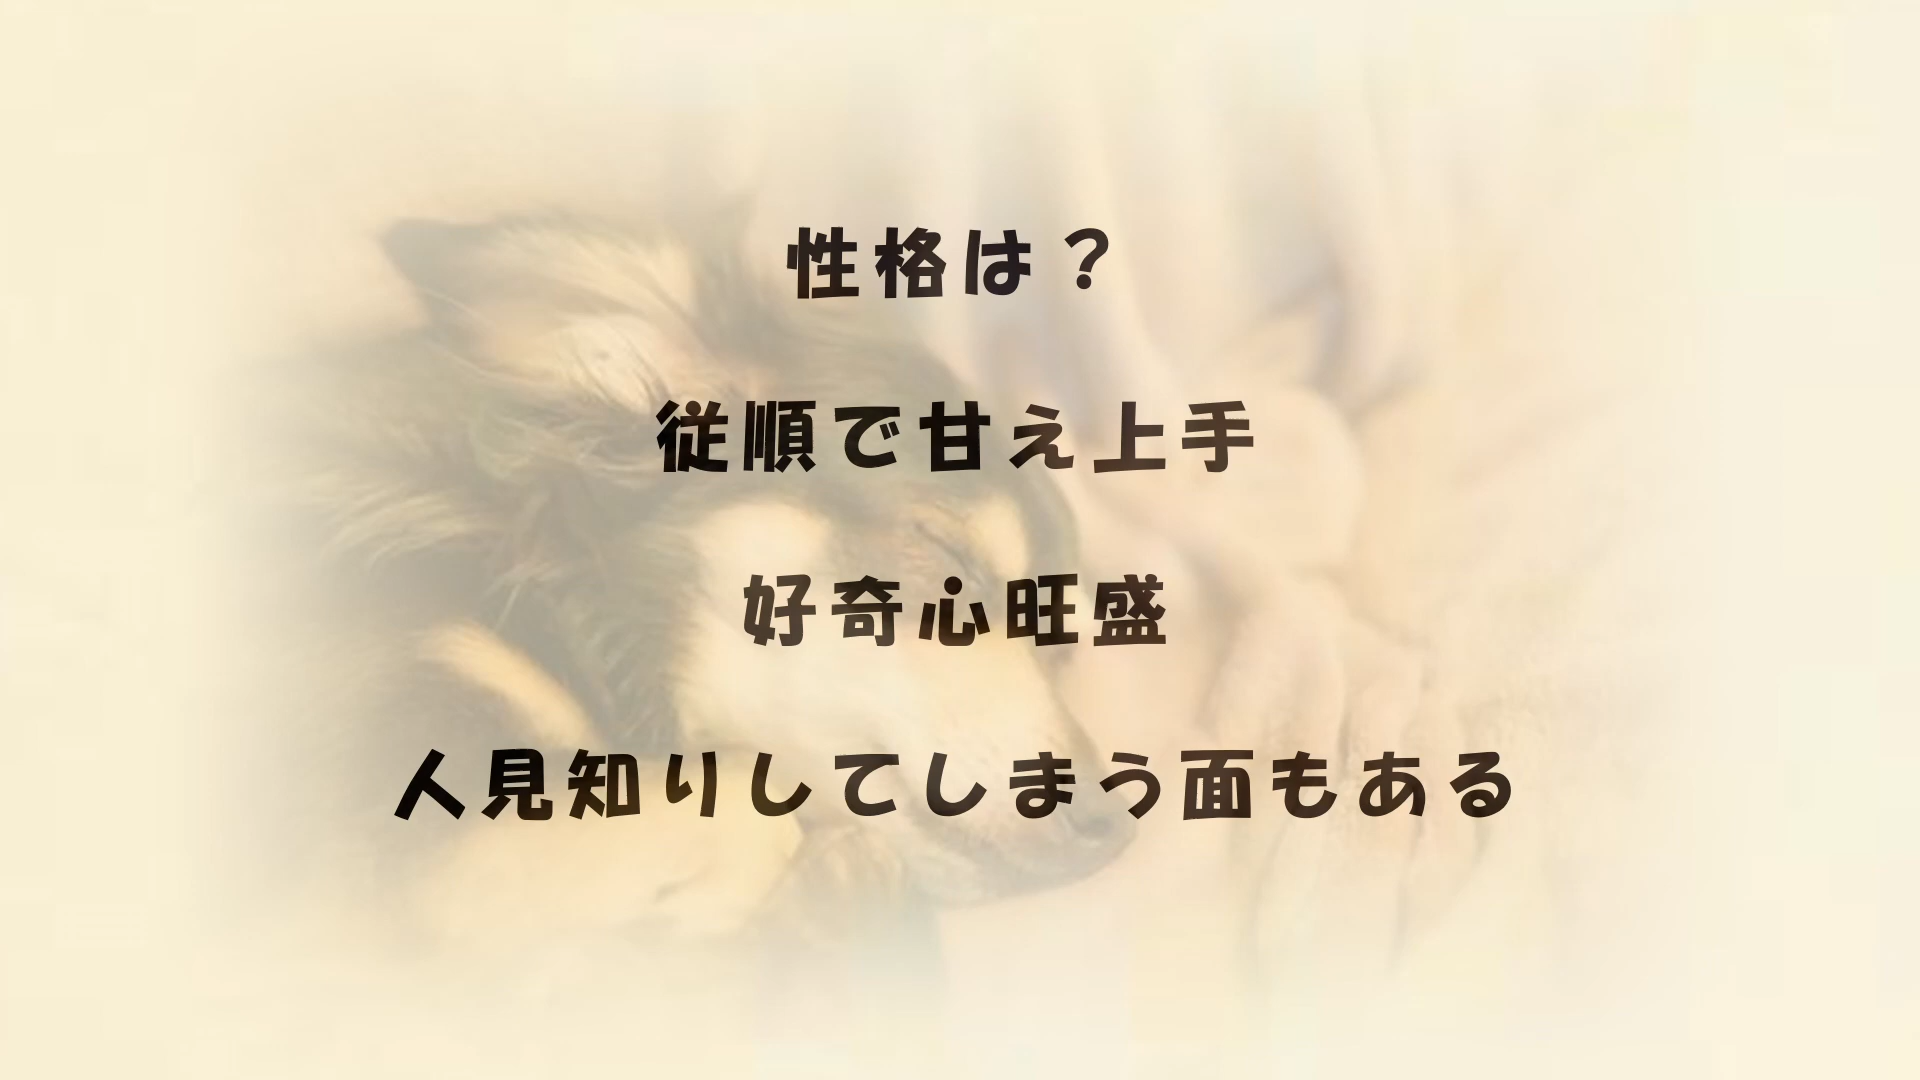 性格は？
従順で甘え上手
好奇心旺盛
人見知りしてしまう面もある